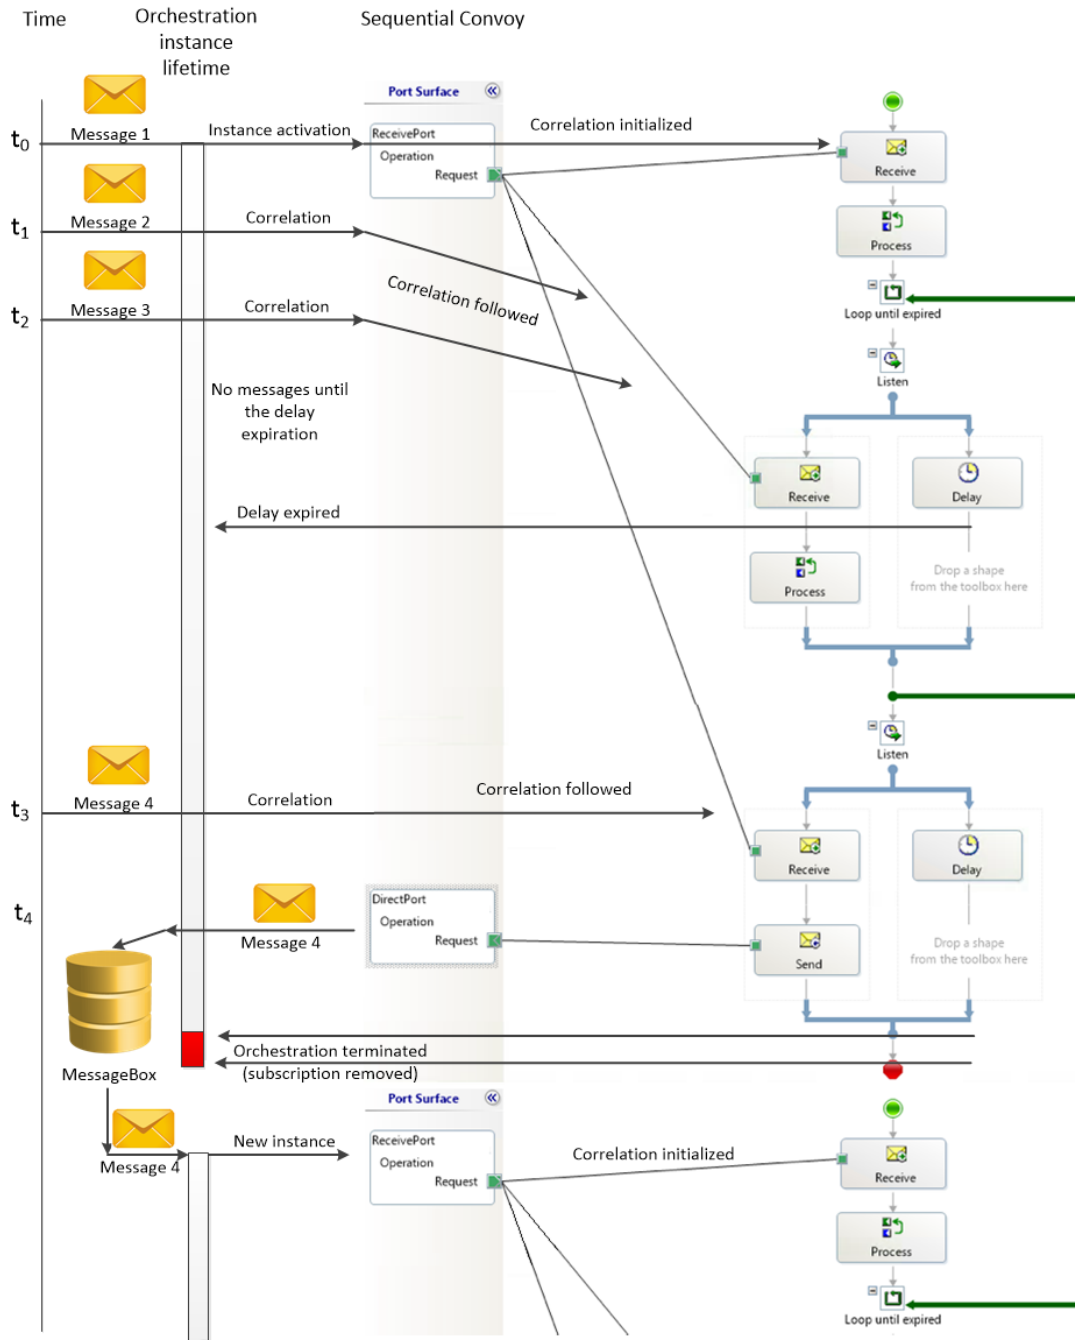 Time
Orchestration
instance
lifetime
Sequential Convoy
Port Surface
t0
Message 1
Instance activation
ReceivePort
Operation
Request
Correlation initialized
Receive
Message 2
t1
Correlation
Process
Message 3
t2
Correlation
Correlation followed
Loop until expired
Listen
No messages until
the delay
expiration
Receive
Delay
Delay expired
Process
Drop a shape
from the toolbox here
Listen
t3
Message 4
Correlation
Correlation followed
Receive
Delay
t4
Message 4
DirectPort
Operation
Request
Send
Drop a shape
from the toolbox here
MessageBox
Orchestration terminated
(subscription removed)
Port Surface
Message 4
New instance
ReceivePort
Operation
Request
Correlation initialized
Receive
Process
Loop until expired